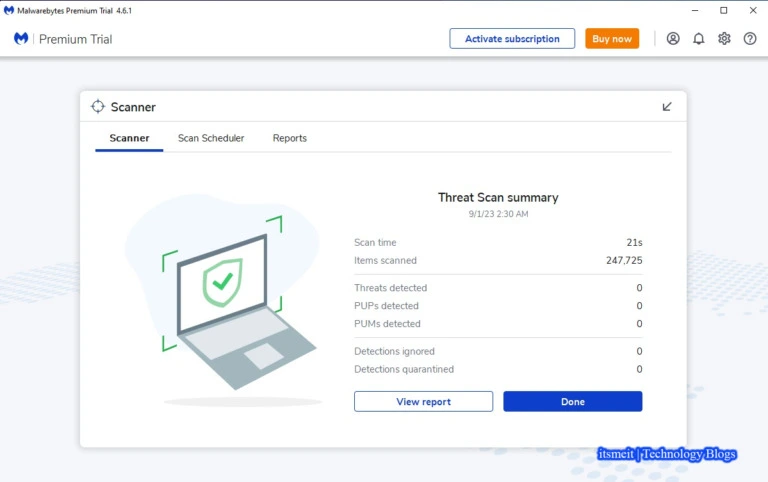 Malwarebytes Premium Trial 4.6.1
Premium Trial
Activate subscription
Buy now
Scanner
Scanner
Scan Scheduler
Reports
Threat Scan summary
9/1/23 2:30 AM
Scan time 21s
Items scanned 247,725
Threats detected 0
PUPs detected 0
PUMs detected 0
Detections ignored 0
Detections quarantined 0
View report
Done
itsmeit | Technology Blogs